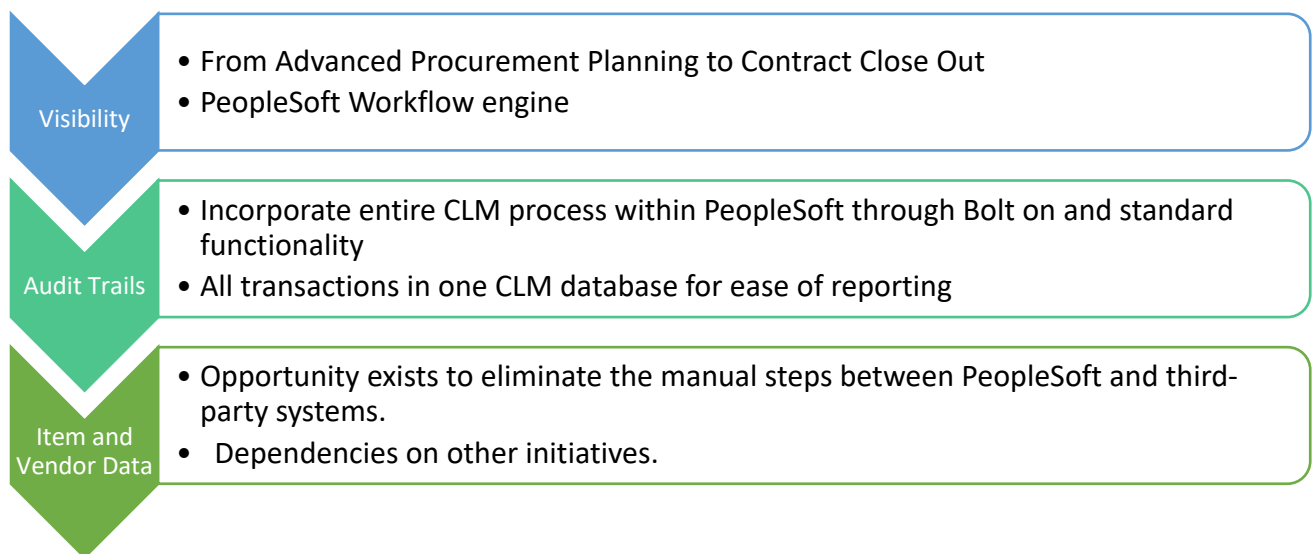 Visibility
• From Advanced Procurement Planning to Contract Close Out
• PeopleSoft Workflow engine
Audit Trails
• Incorporate entire CLM process within PeopleSoft through Bolt on and standard
functionality
• All transactions in one CLM database for ease of reporting
Item and
Vendor Data
• Opportunity exists to eliminate the manual steps between PeopleSoft and third-
party systems.
• Dependencies on other initiatives.